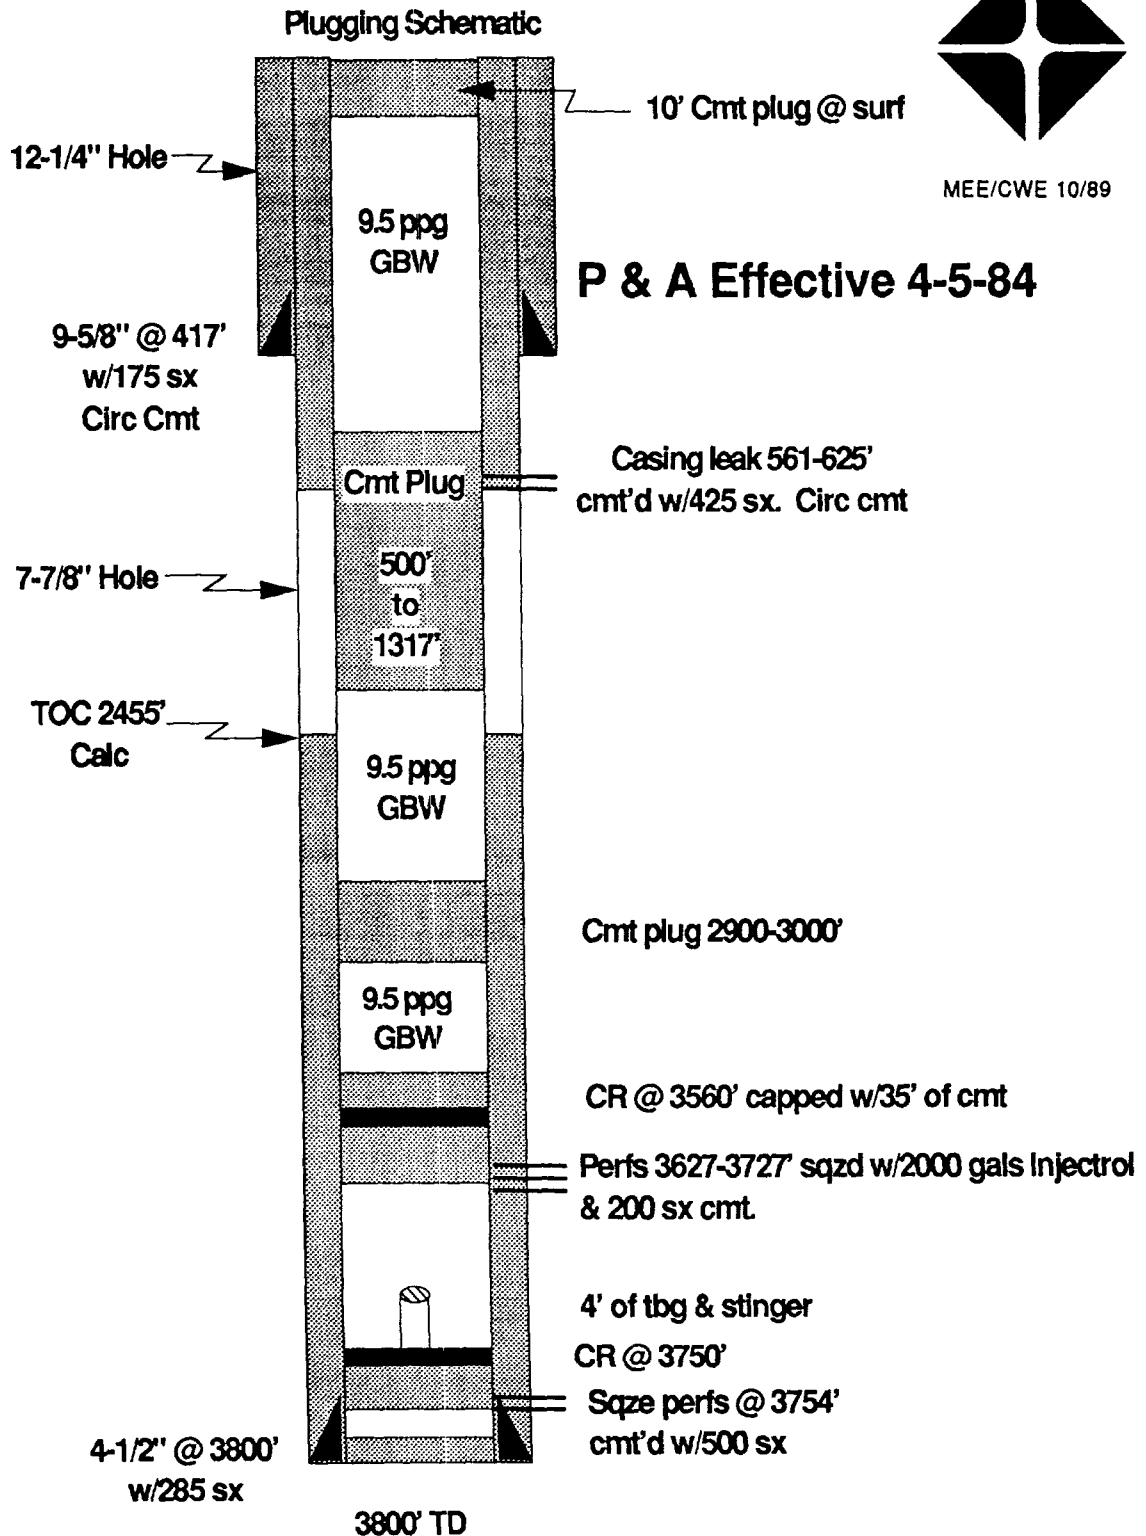 Plugging Schematic
10' Cmt plug @ surf
12-1/4" Hole
MEE/CWE 10/89
9.5 ppg
GBW
P & A Effective 4-5-84
9-5/8" @ 417'
w/175 sx
Circ Cmt
Casing leak 561-625'
cmt'd w/425 sx. Circ cmt
Cmt Plug
500'
to
1317'
7-7/8" Hole
TOC 2455'
Calc
9.5 ppg
GBW
Cmt plug 2900-3000'
9.5 ppg
GBW
CR @ 3560' capped w/35' of cmt
Perfs 3627-3727' sqzd w/2000 gals Injectrol
& 200 sx cmt.
4' of tbg & stinger
CR @ 3750'
Sqze perfs @ 3754'
cmt'd w/500 sx
4-1/2" @ 3800'
w/285 sx
3800' TD